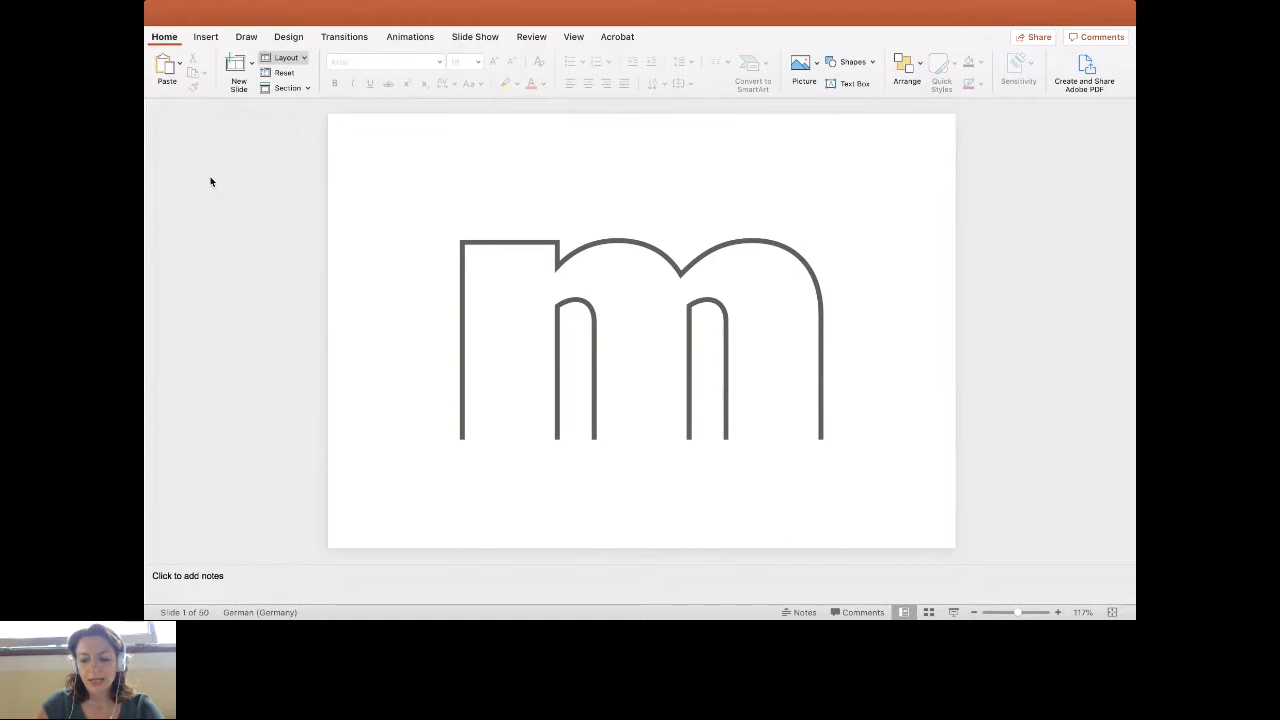 Home Insert Draw Design Transitions Animations Slide Show Review View Acrobat Share Comments
Paste New Slide Layout Reset Section
Convert to SmartArt Picture Shapes Text Box Arrange Quick Styles Sensitivity Create and Share Adobe PDF
m
Click to add notes
Slide 1 of 50 German (Germany) Notes Comments 117%